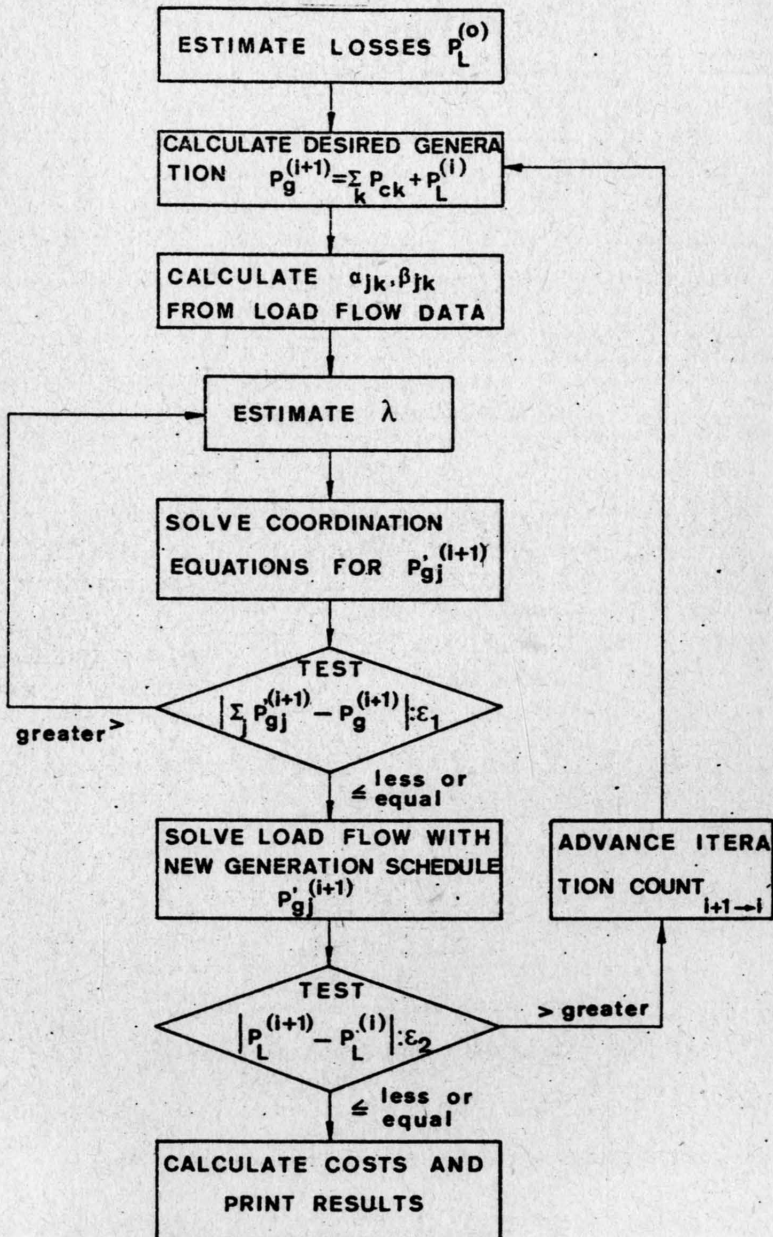 ESTIMATE LOSSES P_L^(o)
CALCULATE DESIRED GENERA
TION P_g^(i+1)=Σ_k P_ck+P_L^(i)
CALCULATE α_jk,β_jk
FROM LOAD FLOW DATA
ESTIMATE λ
SOLVE COORDINATION
EQUATIONS FOR P'_gj^(i+1)
TEST
|Σ_j P'_gj^(i+1) − P_g^(i+1)|:ε_1
greater >
≤ less or
equal
SOLVE LOAD FLOW WITH
NEW GENERATION SCHEDULE
P'_gj^(i+1)
ADVANCE ITERA
TION COUNT
i+1→i
TEST
|P_L^(i+1) − P_L^(i)|:ε_2
> greater
≤ less or
equal
CALCULATE COSTS AND
PRINT RESULTS